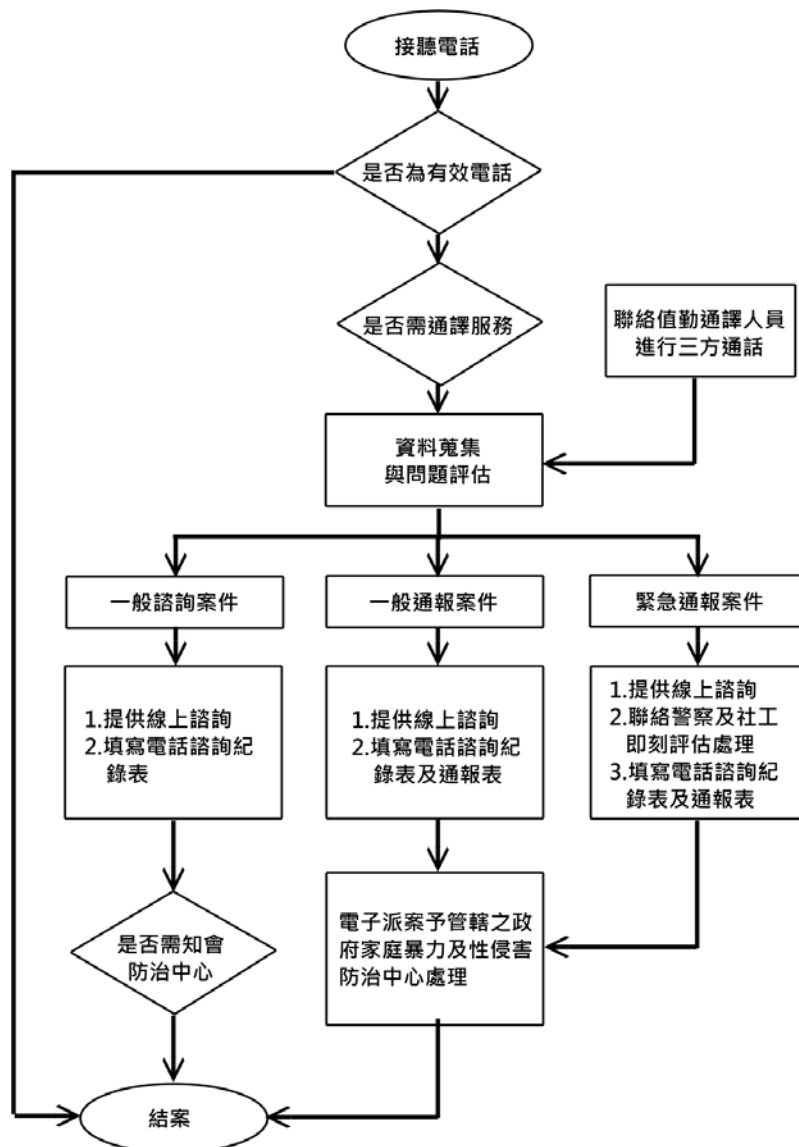 接聽電話
是否為有效電話
是否需通譯服務
聯絡值勤通譯人員
進行三方通話
資料蒐集
與問題評估
一般諮詢案件
一般通報案件
緊急通報案件
1.提供線上諮詢
2.填寫電話諮詢紀
錄表
1.提供線上諮詢
2.填寫電話諮詢紀
錄表及通報表
1.提供線上諮詢
2.聯絡警察及社工
即刻評估處理
3.填寫電話諮詢紀
錄表及通報表
是否需知會
防治中心
電子派案予管轄之政
府家庭暴力及性侵害
防治中心處理
結案